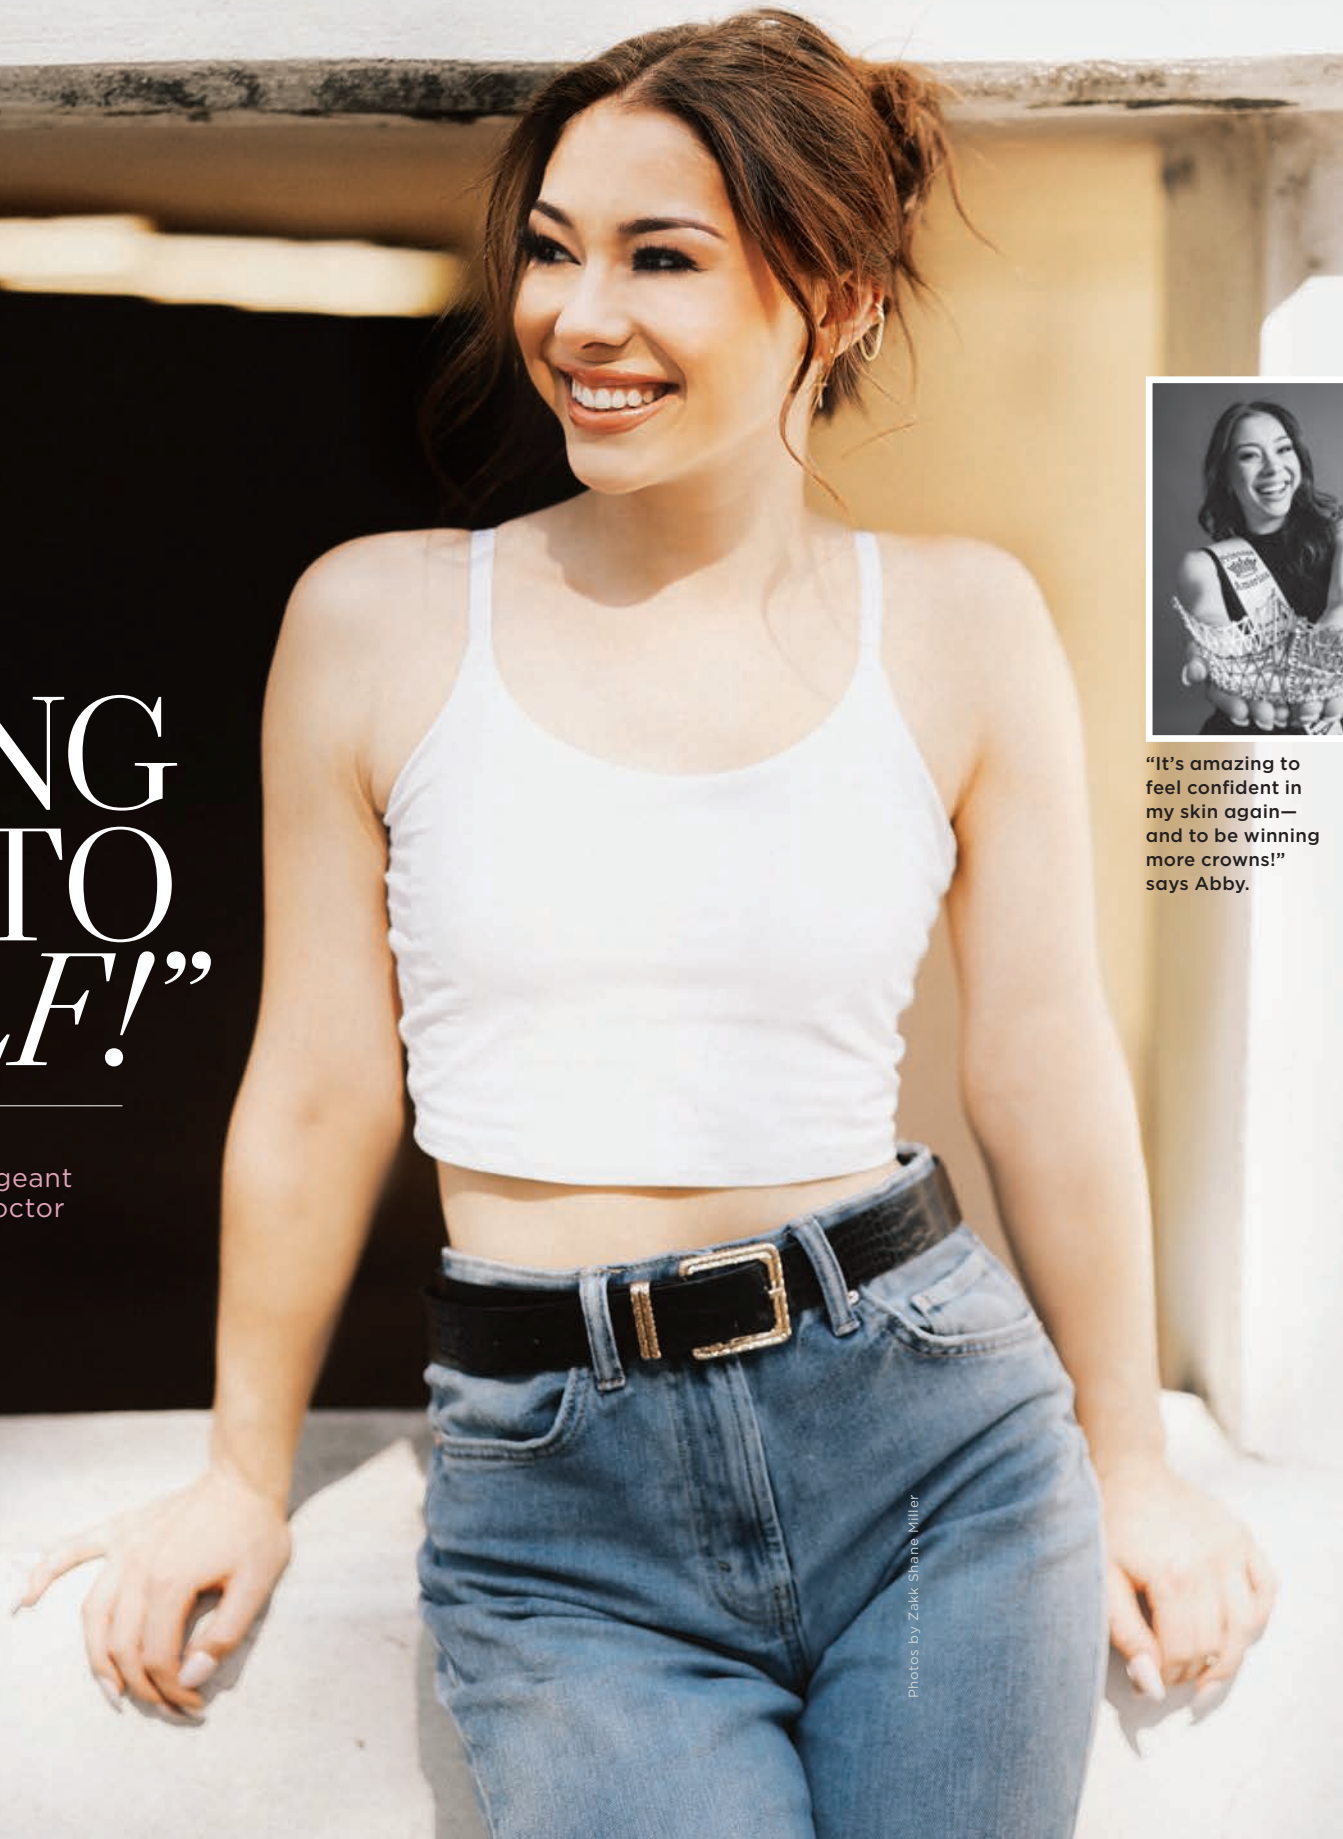 NG
TO
LF!”
geant
octor
“It’s amazing to
feel confident in
my skin again—
and to be winning
more crowns!”
says Abby.
Photos by Zakk Shane Miller